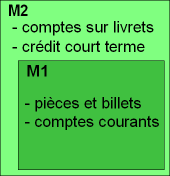 M2
- comptes sur livrets
- crédit court terme
M1
- pièces et billets
- comptes courants